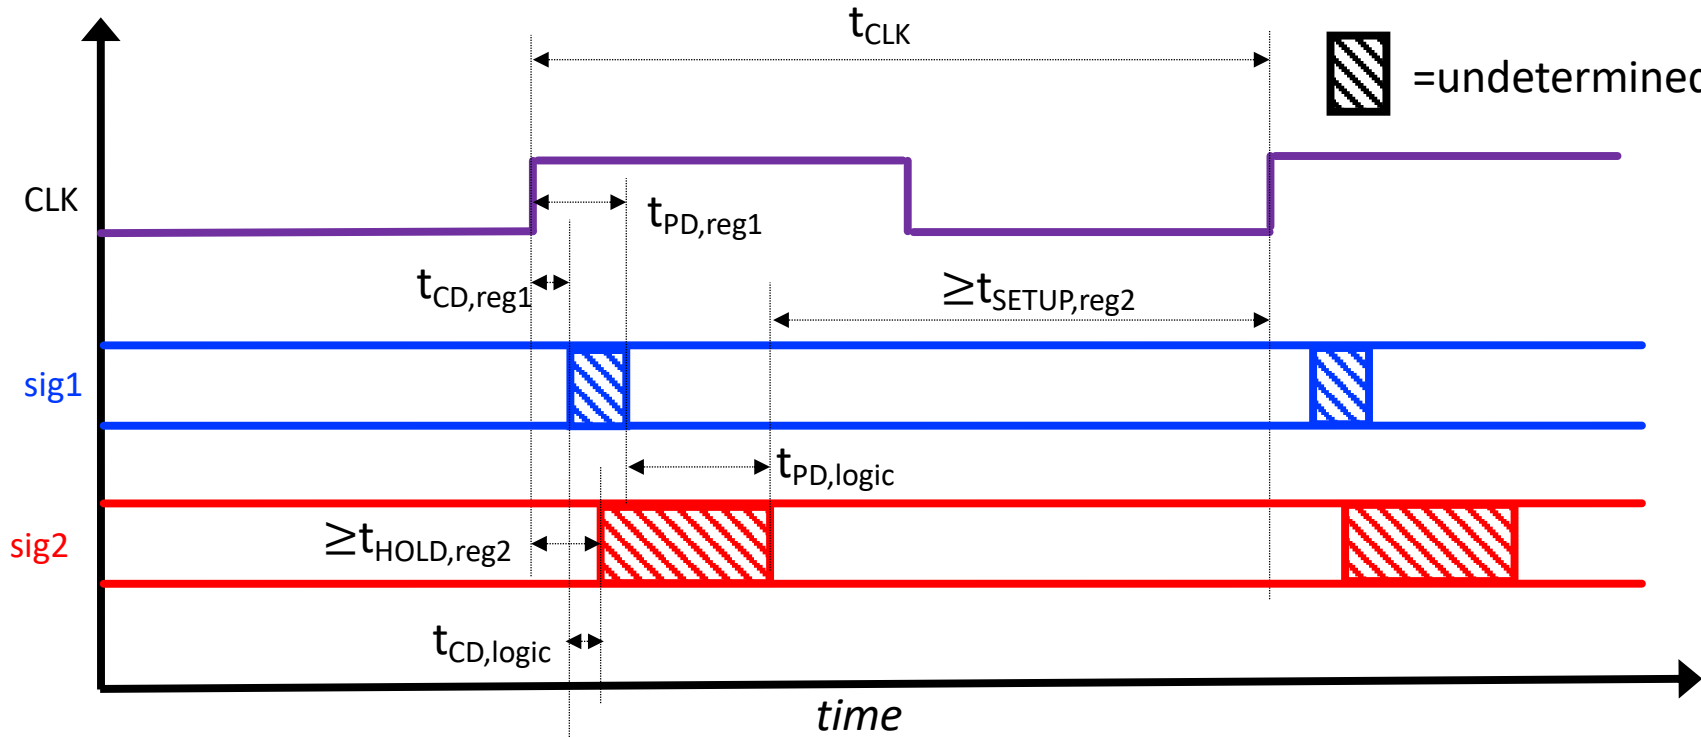 tCLK
=undetermined
CLK
tPD,reg1
tCD,reg1
≥tSETUP,reg2
sig1
tPD,logic
sig2
≥tHOLD,reg2
tCD,logic
time